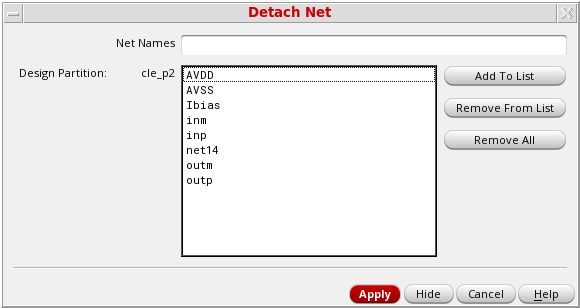 Detach Net
Net Names
Design Partition: cle_p2
AVDD
AVSS
Ibias
inm
inp
net14
outm
outp
Add To List
Remove From List
Remove All
Apply Hide Cancel Help